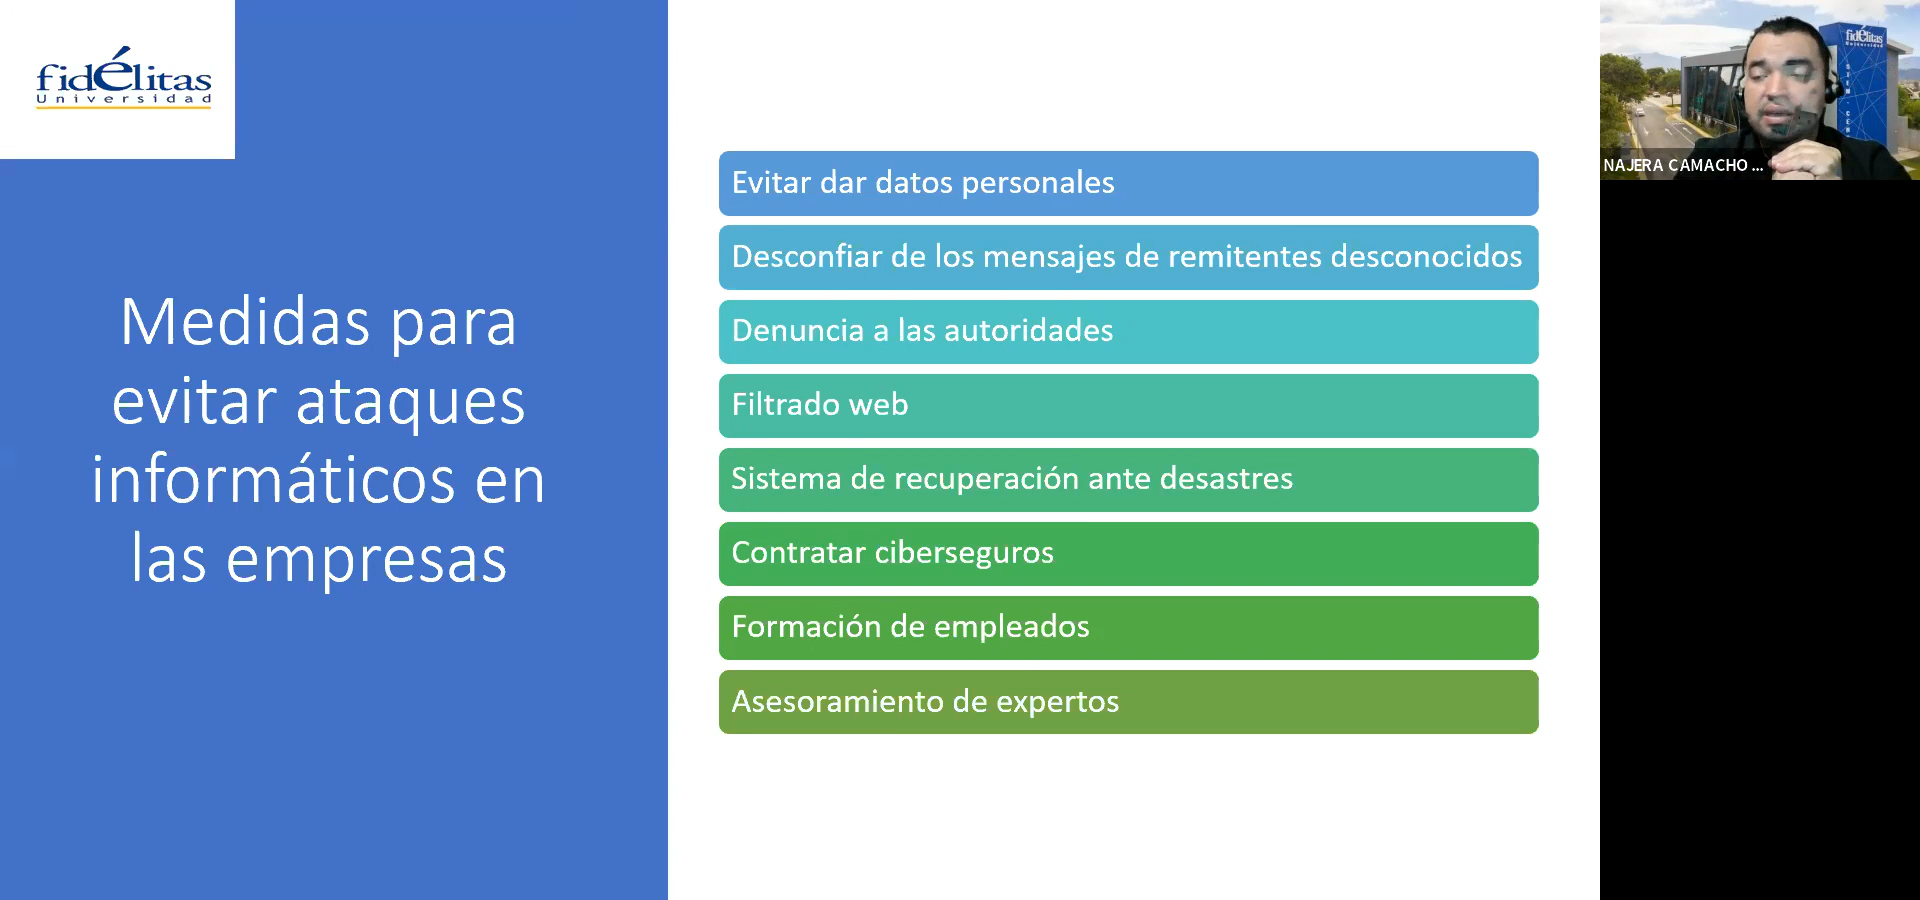 fidélitas
Universidad
Medidas para
evitar ataques
informáticos en
las empresas
Evitar dar datos personales
Desconfiar de los mensajes de remitentes desconocidos
Denuncia a las autoridades
Filtrado web
Sistema de recuperación ante desastres
Contratar ciberseguros
Formación de empleados
Asesoramiento de expertos
fidélitas
Universidad
NAJERA CAMACHO ...